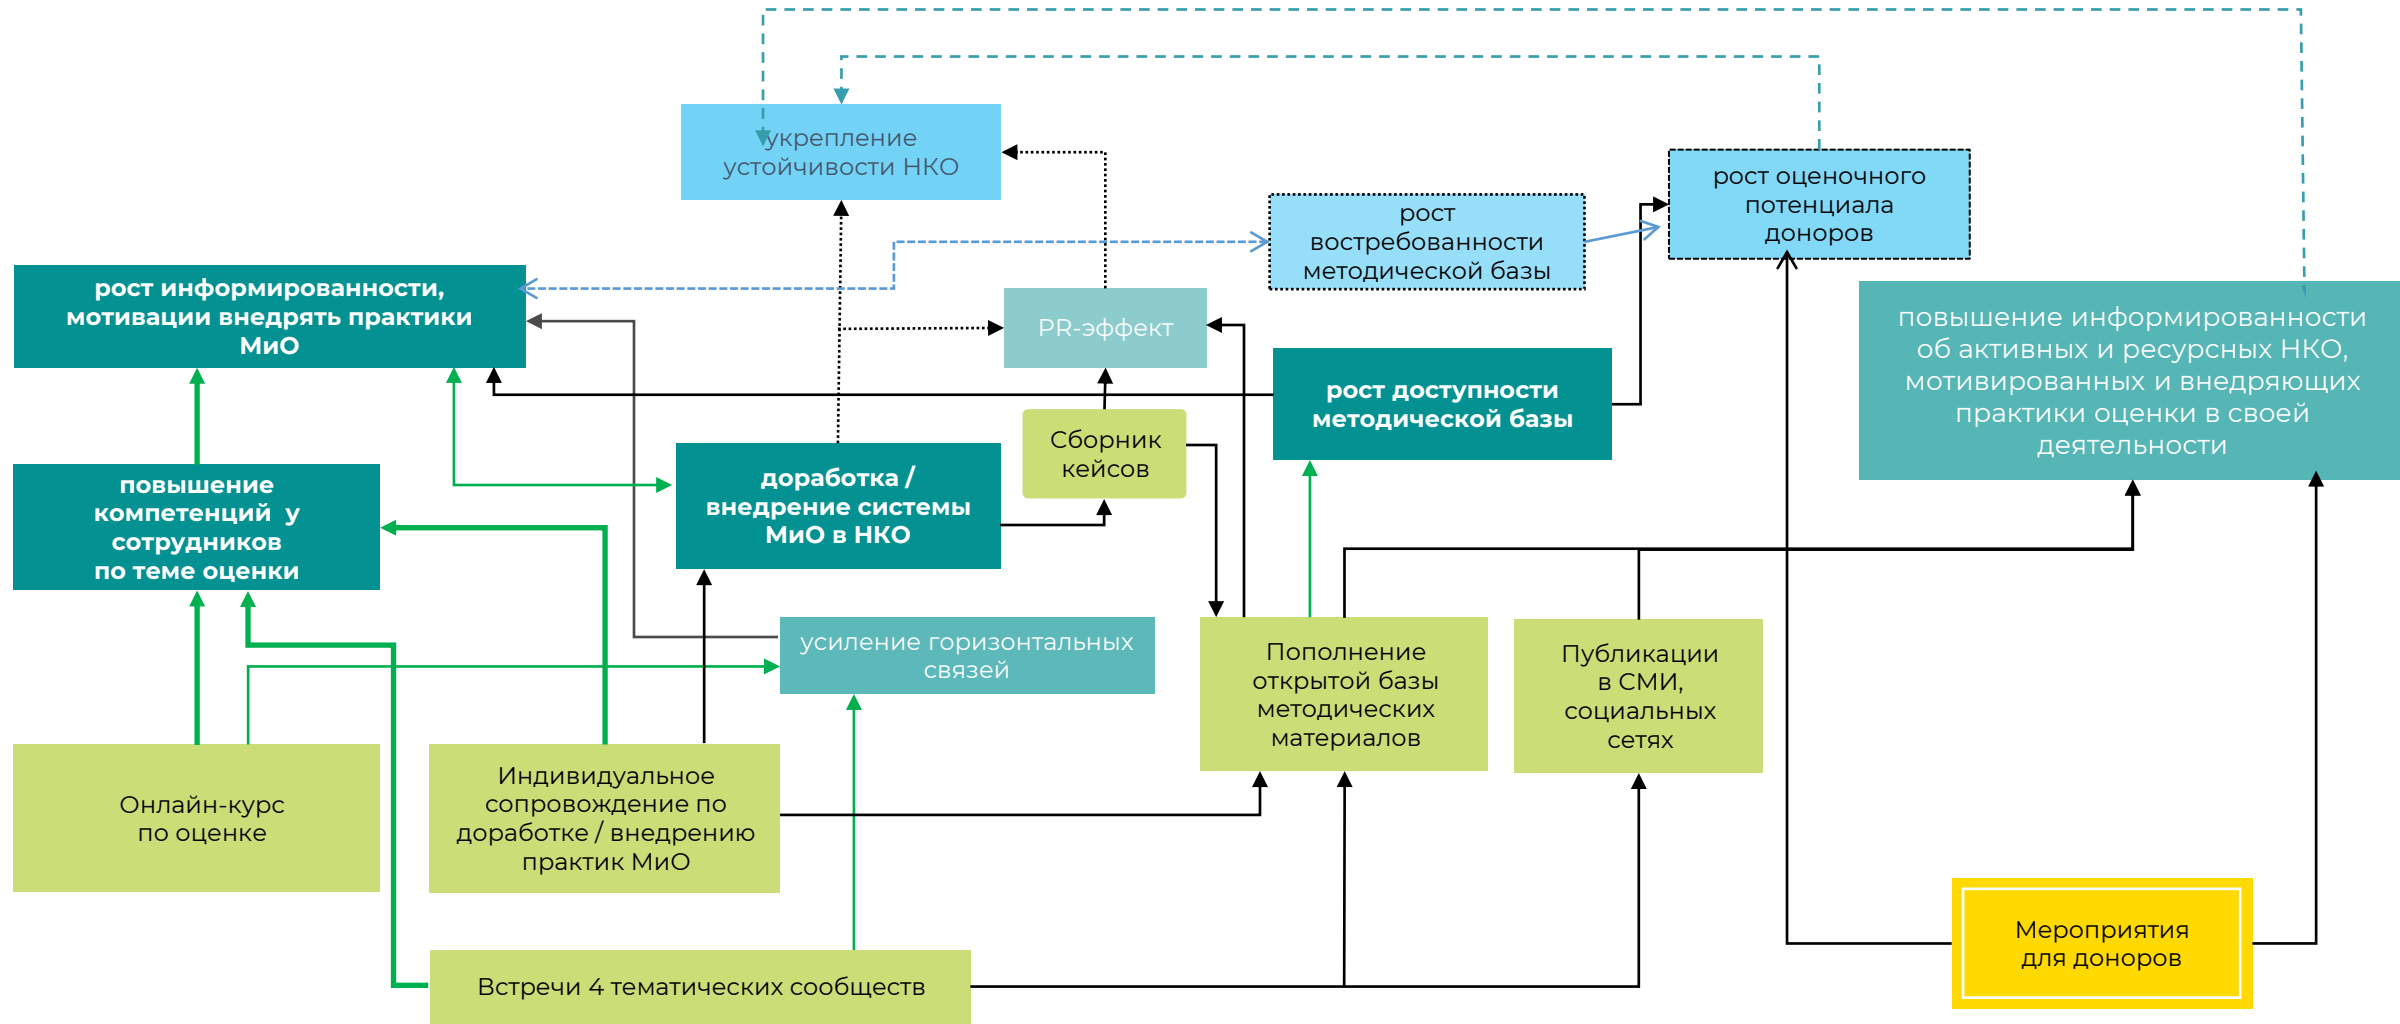 укрепление
устойчивости НКО
рост оценочного
потенциала
доноров
рост
востребованности
методической базы
рост информированности,
мотивации внедрять практики
МиО
PR-эффект
повышение информированности
об активных и ресурсных НКО,
мотивированных и внедряющих
практики оценки в своей
деятельности
рост доступности
методической базы
Сборник
кейсов
повышение
компетенций у
сотрудников
по теме оценки
доработка /
внедрение системы
МиО в НКО
усиление горизонтальных
связей
Пополнение
открытой базы
методических
материалов
Публикации
в СМИ,
социальных
сетях
Онлайн-курс
по оценке
Индивидуальное
сопровождение по
доработке / внедрению
практик МиО
Мероприятия
для доноров
Встречи 4 тематических сообществ